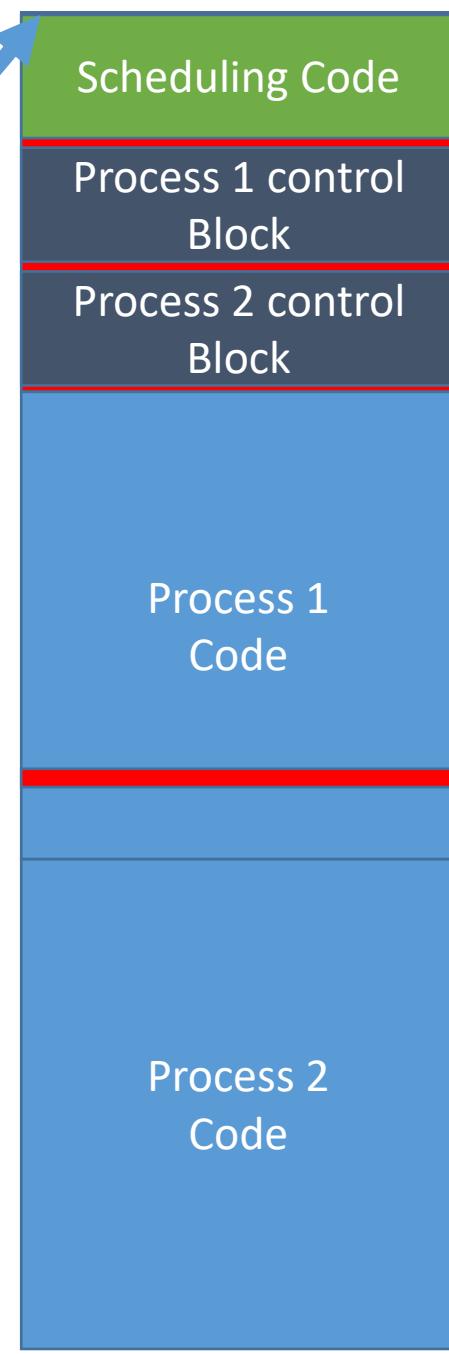 Scheduling Code
Process 1 control
Block
Process 2 control
Block
Process 1
Code
Process 2
Code